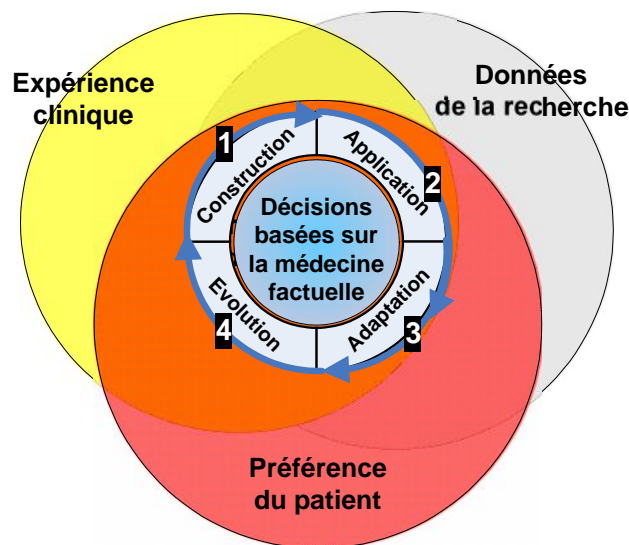 Expérience
clinique
Données
de la recherche
1
Construction
Application
2
Décisions
basées sur
la médecine
factuelle
Evolution
4
Adaptation
3
Préférence
du patient